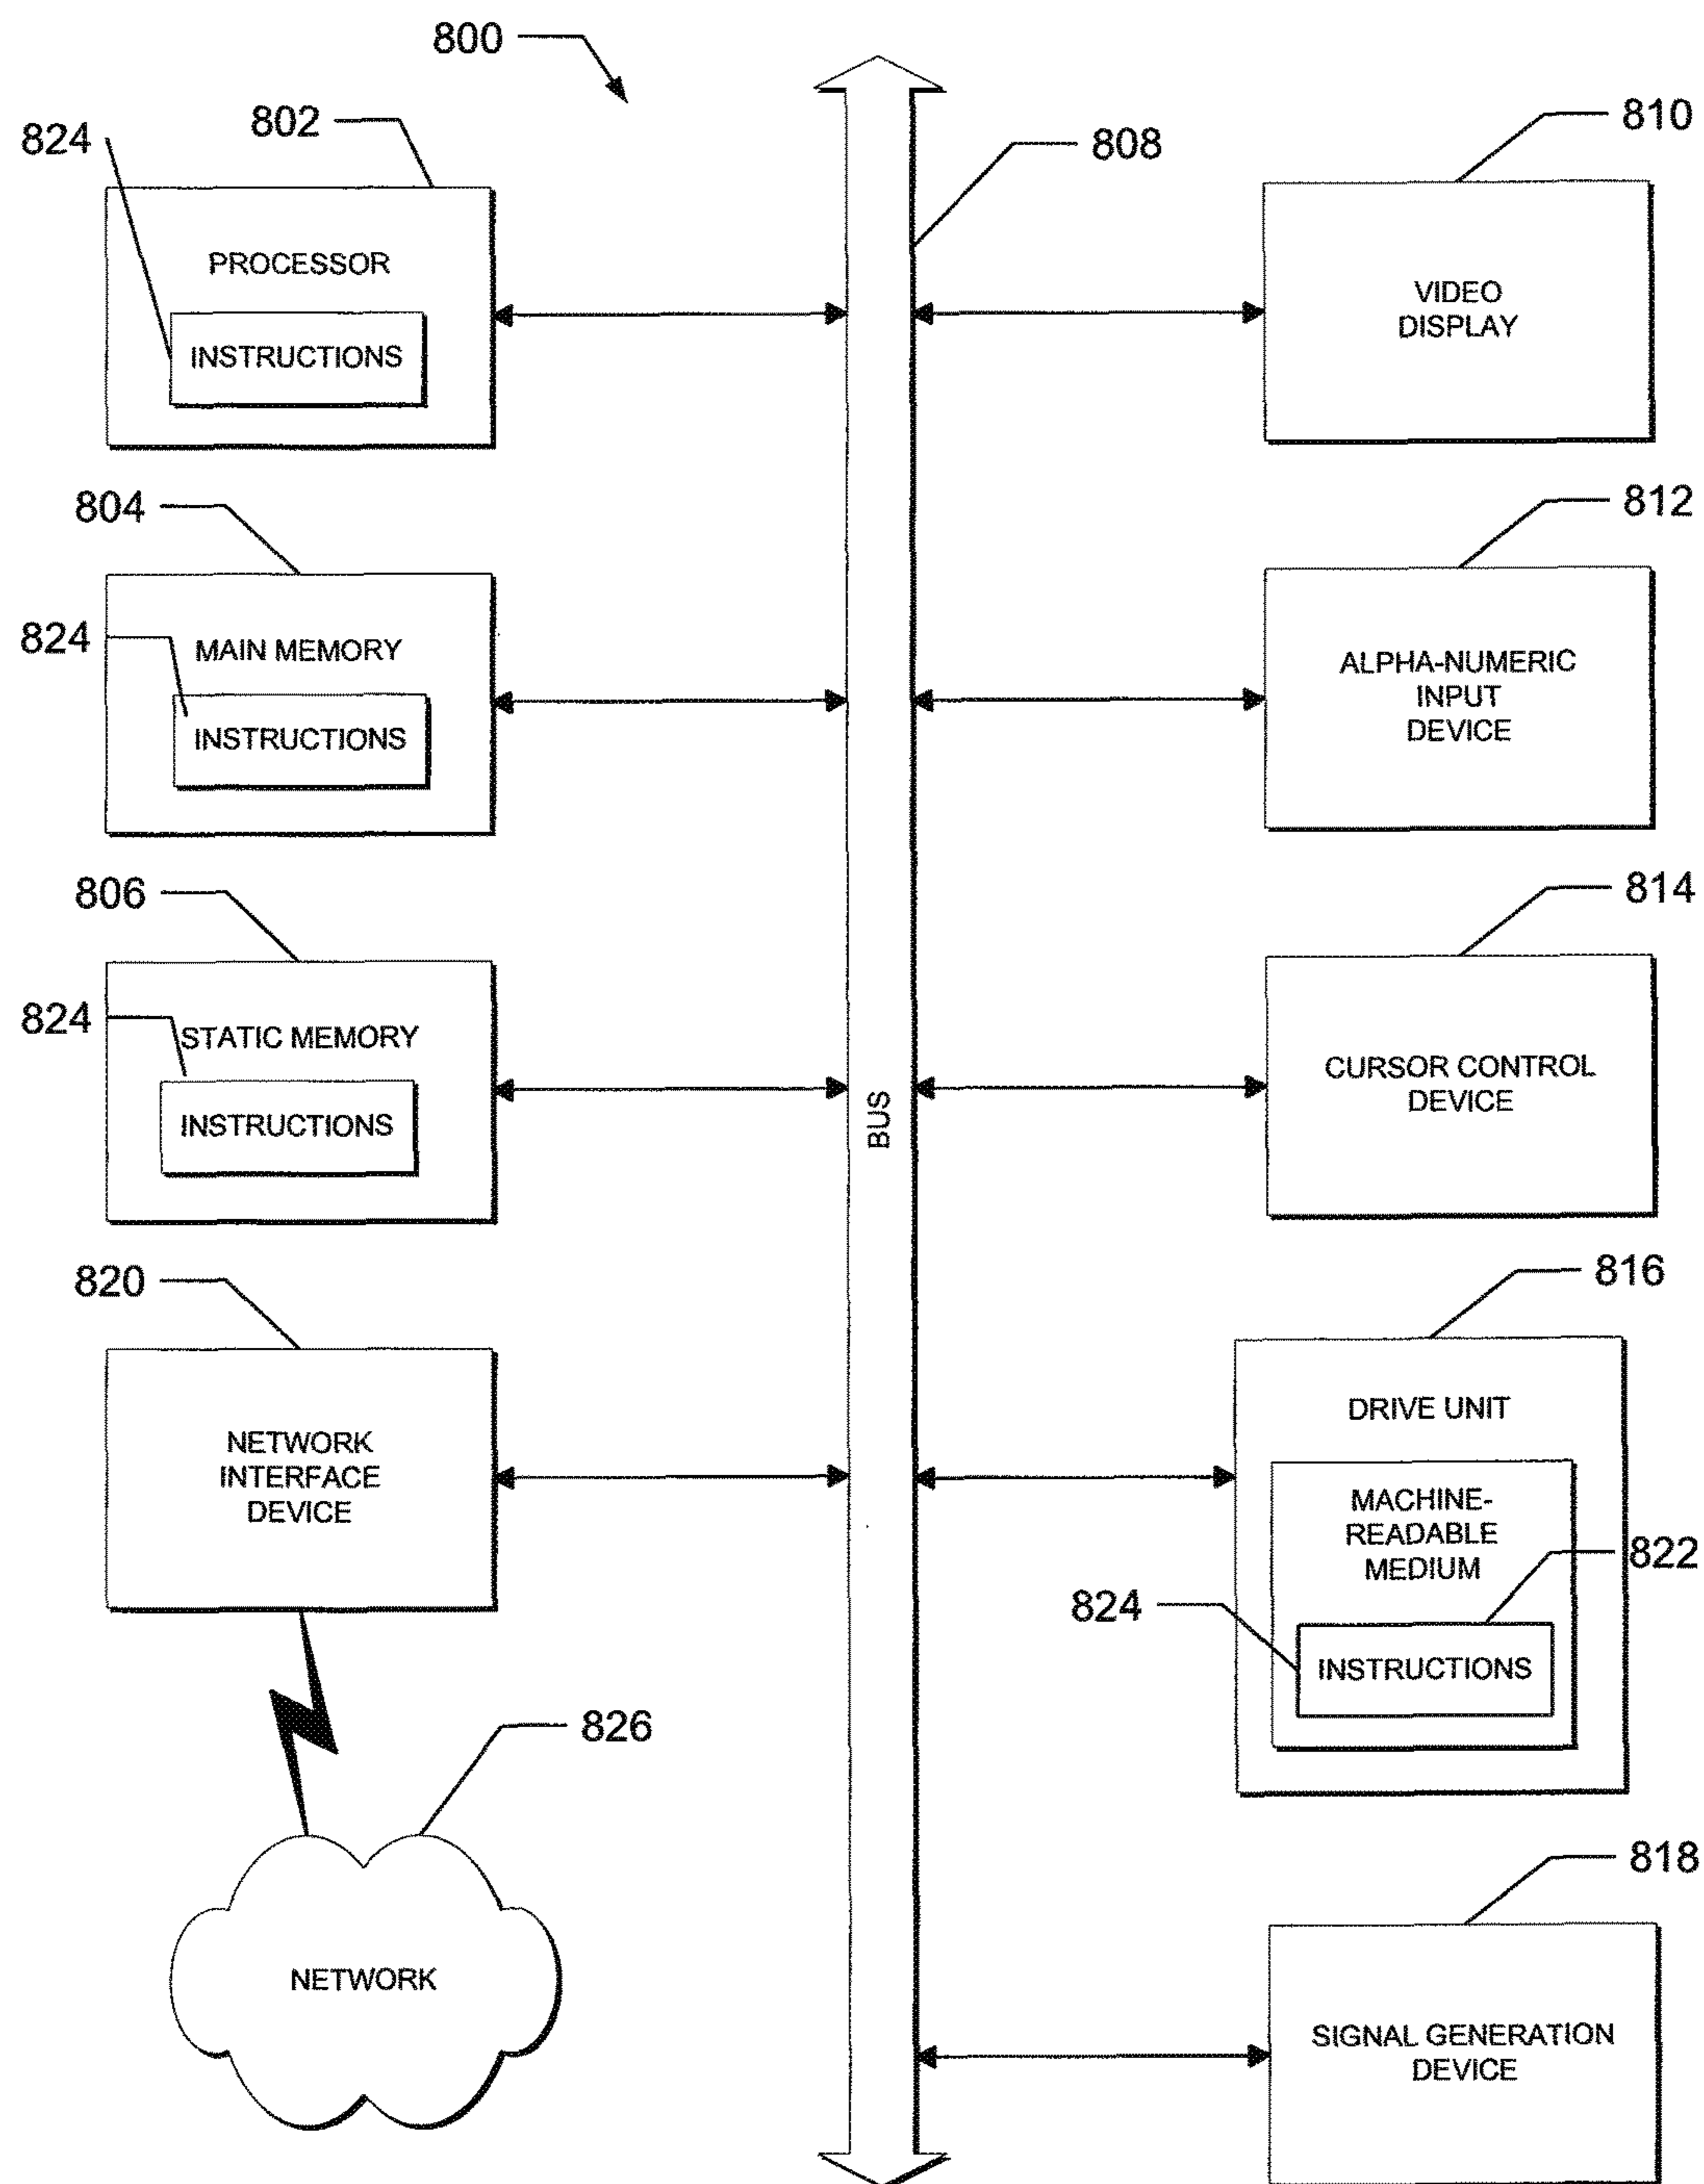 800
802
824
PROCESSOR
INSTRUCTIONS
804
824
MAIN MEMORY
INSTRUCTIONS
806
824
STATIC MEMORY
INSTRUCTIONS
820
NETWORK
INTERFACE
DEVICE
826
NETWORK
808
BUS
810
VIDEO
DISPLAY
812
ALPHA-NUMERIC
INPUT
DEVICE
814
CURSOR CONTROL
DEVICE
816
DRIVE UNIT
MACHINE-
READABLE
MEDIUM
822
824
INSTRUCTIONS
818
SIGNAL GENERATION
DEVICE